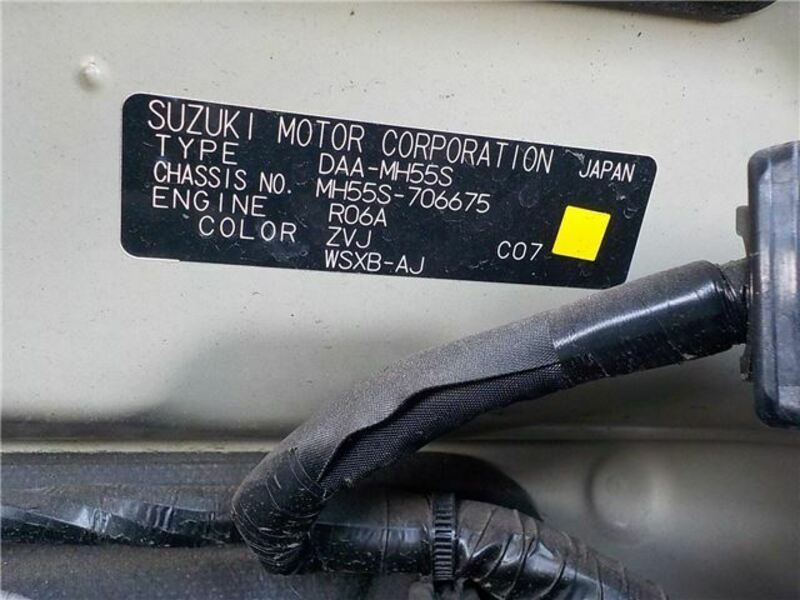 SUZUKI MOTOR CORPORATION JAPAN
TYPE DAA-MH55S
CHASSIS NO. MH55S-706675
ENGINE R06A
COLOR ZVJ C07
WSXB-AJ